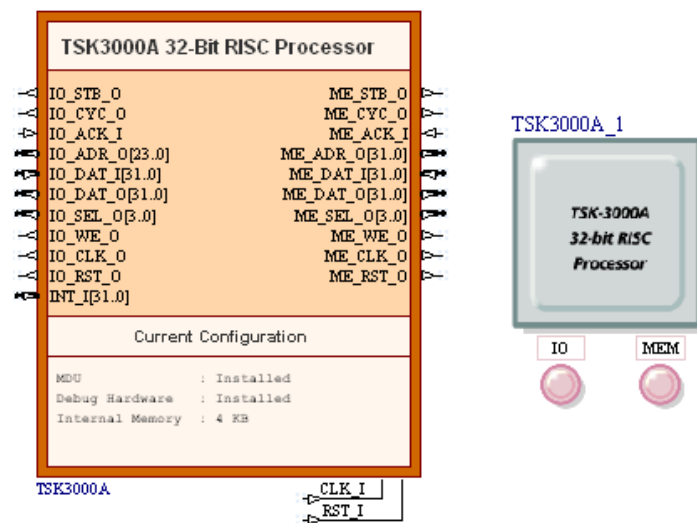 TSK3000A 32-Bit RISC Processor
IO_STB_O ME_STB_O
IO_CYC_O ME_CYC_O
IO_ACK_I ME_ACK_I
IO_ADR_O[23..0] ME_ADR_O[31..0]
IO_DAT_I[31..0] ME_DAT_I[31..0]
IO_DAT_O[31..0] ME_DAT_O[31..0]
IO_SEL_O[3..0] ME_SEL_O[3..0]
IO_WE_O ME_WE_O
IO_CLK_O ME_CLK_O
IO_RST_O ME_RST_O
INT_I[31..0]
Current Configuration
MDU : Installed
Debug Hardware : Installed
Internal Memory : 4 KB
TSK3000A
CLK_I
RST_I
TSK3000A_1
TSK-3000A
32-bit RISC
Processor
IO MEM